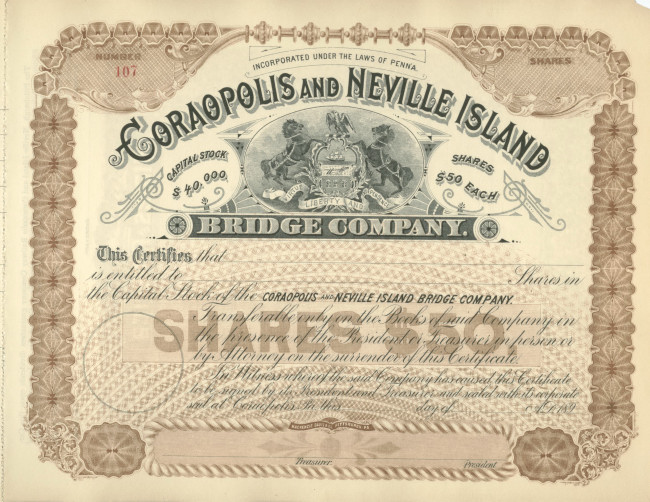 NUMBER
107
SHARES
INCORPORATED UNDER THE LAWS OF PENNA.
CORAOPOLIS AND NEVILLE ISLAND
CAPITAL STOCK
$40,000
SHARES
$50 EACH
VIRTUE LIBERTY AND
BRIDGE COMPANY.
This Certifies that
is entitled to Shares in
the Capital Stock of the CORAOPOLIS AND NEVILLE ISLAND BRIDGE COMPANY.
Transferable only on the Books of said Company in
the presence of the President or Treasurer in person or
by Attorney on the surrender of this Certificate
SHARES $50
In Witness whereof the said Company has caused this Certificate
to be signed by its President and Treasurer and sealed with its corporate
seal at Coraopolis Pa this day of
PITTSBURG, PA.
Treasurer President